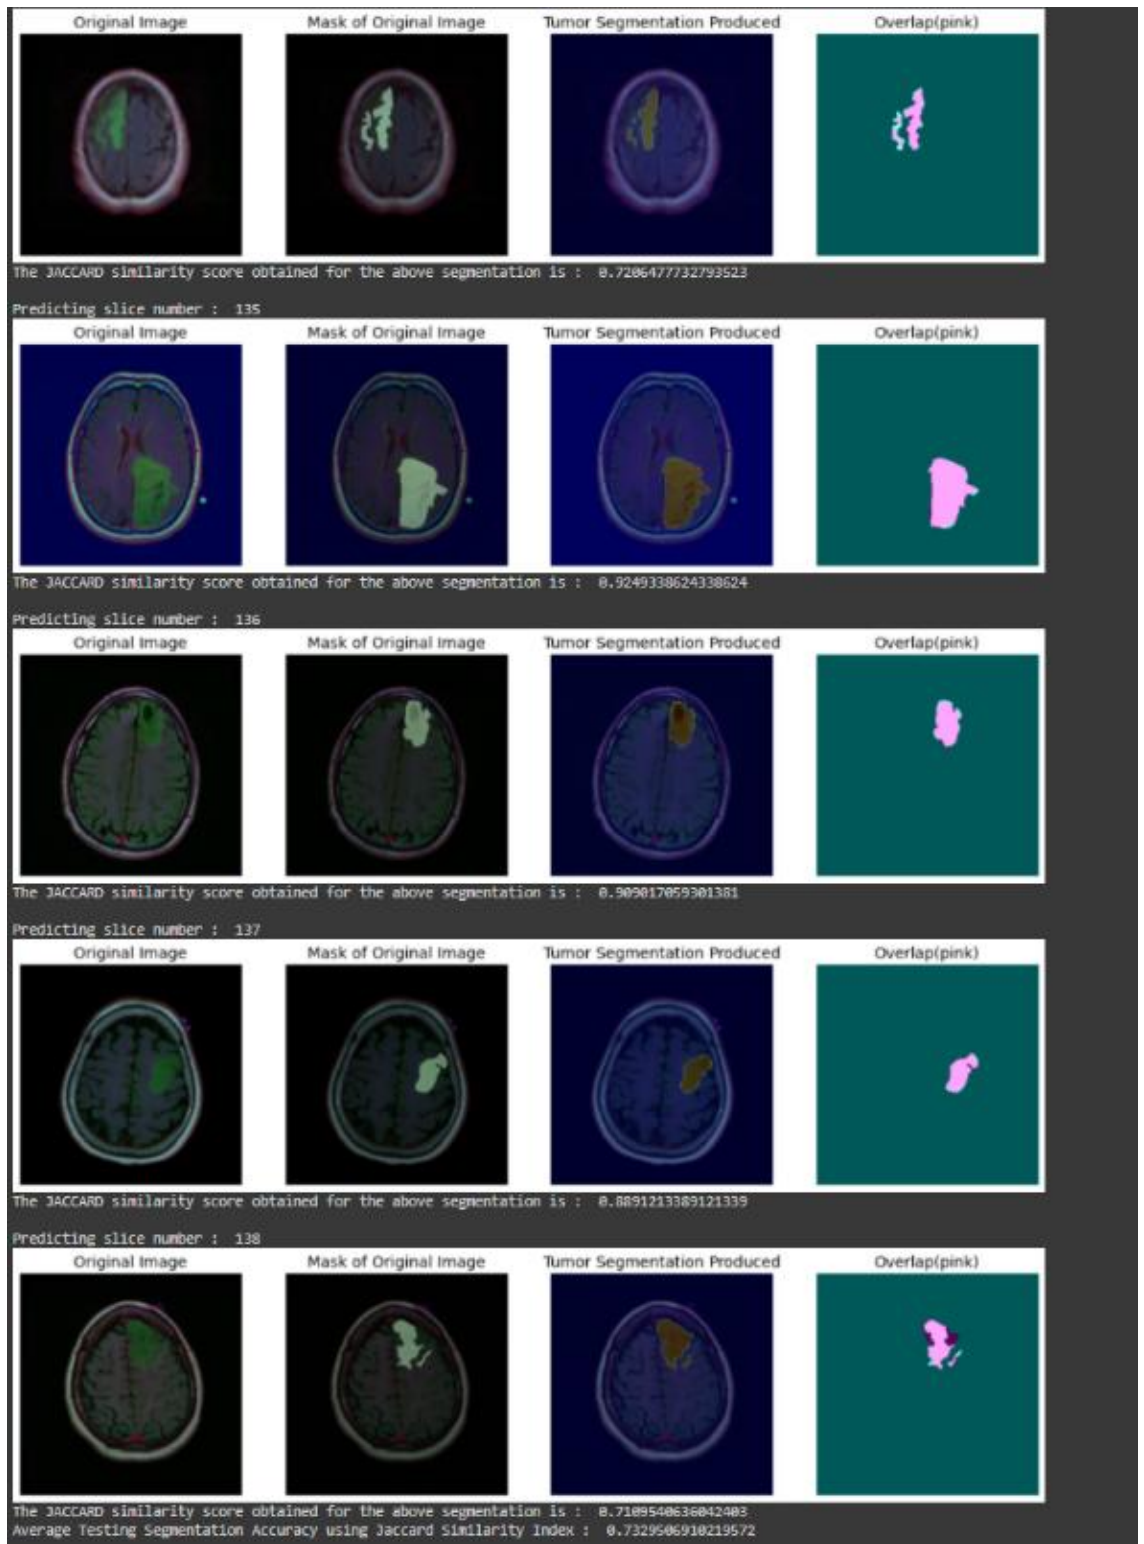 Original Image Mask of Original Image Tumor Segmentation Produced Overlap(pink)
The JACCARD similarity score obtained for the above segmentation is : 0.7206477732793523
Predicting slice number : 135
Original Image Mask of Original Image Tumor Segmentation Produced Overlap(pink)
The JACCARD similarity score obtained for the above segmentation is : 0.9249338624338624
Predicting slice number : 136
Original Image Mask of Original Image Tumor Segmentation Produced Overlap(pink)
The JACCARD similarity score obtained for the above segmentation is : 0.909017059301381
Predicting slice number : 137
Original Image Mask of Original Image Tumor Segmentation Produced Overlap(pink)
The JACCARD similarity score obtained for the above segmentation is : 0.8891213389121339
Predicting slice number : 138
Original Image Mask of Original Image Tumor Segmentation Produced Overlap(pink)
The JACCARD similarity score obtained for the above segmentation is : 0.7109540636042403
Average Testing Segmentation Accuracy using Jaccard Similarity Index : 0.7329506910219572